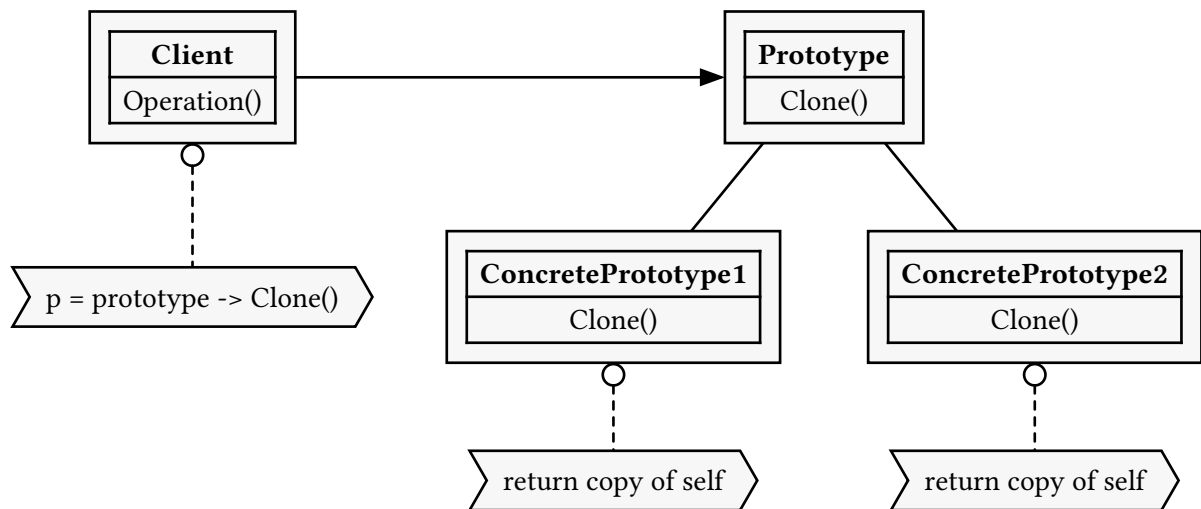 Client
Operation()
Prototype
Clone()
p = prototype -> Clone()
ConcretePrototype1
Clone()
ConcretePrototype2
Clone()
return copy of self
return copy of self